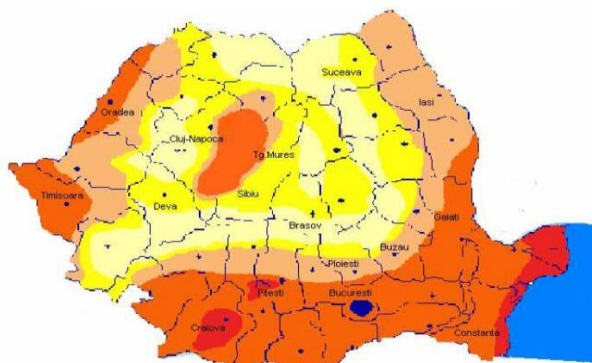 Suceava
Iasi
Oradea
Cluj-Napoca
Tg.Mures
Timisoara
Deva
Sibiu
Galati
Brasov
Buzau
Ploiesti
Pitesti
Bucuresti
Craiova
Constanta